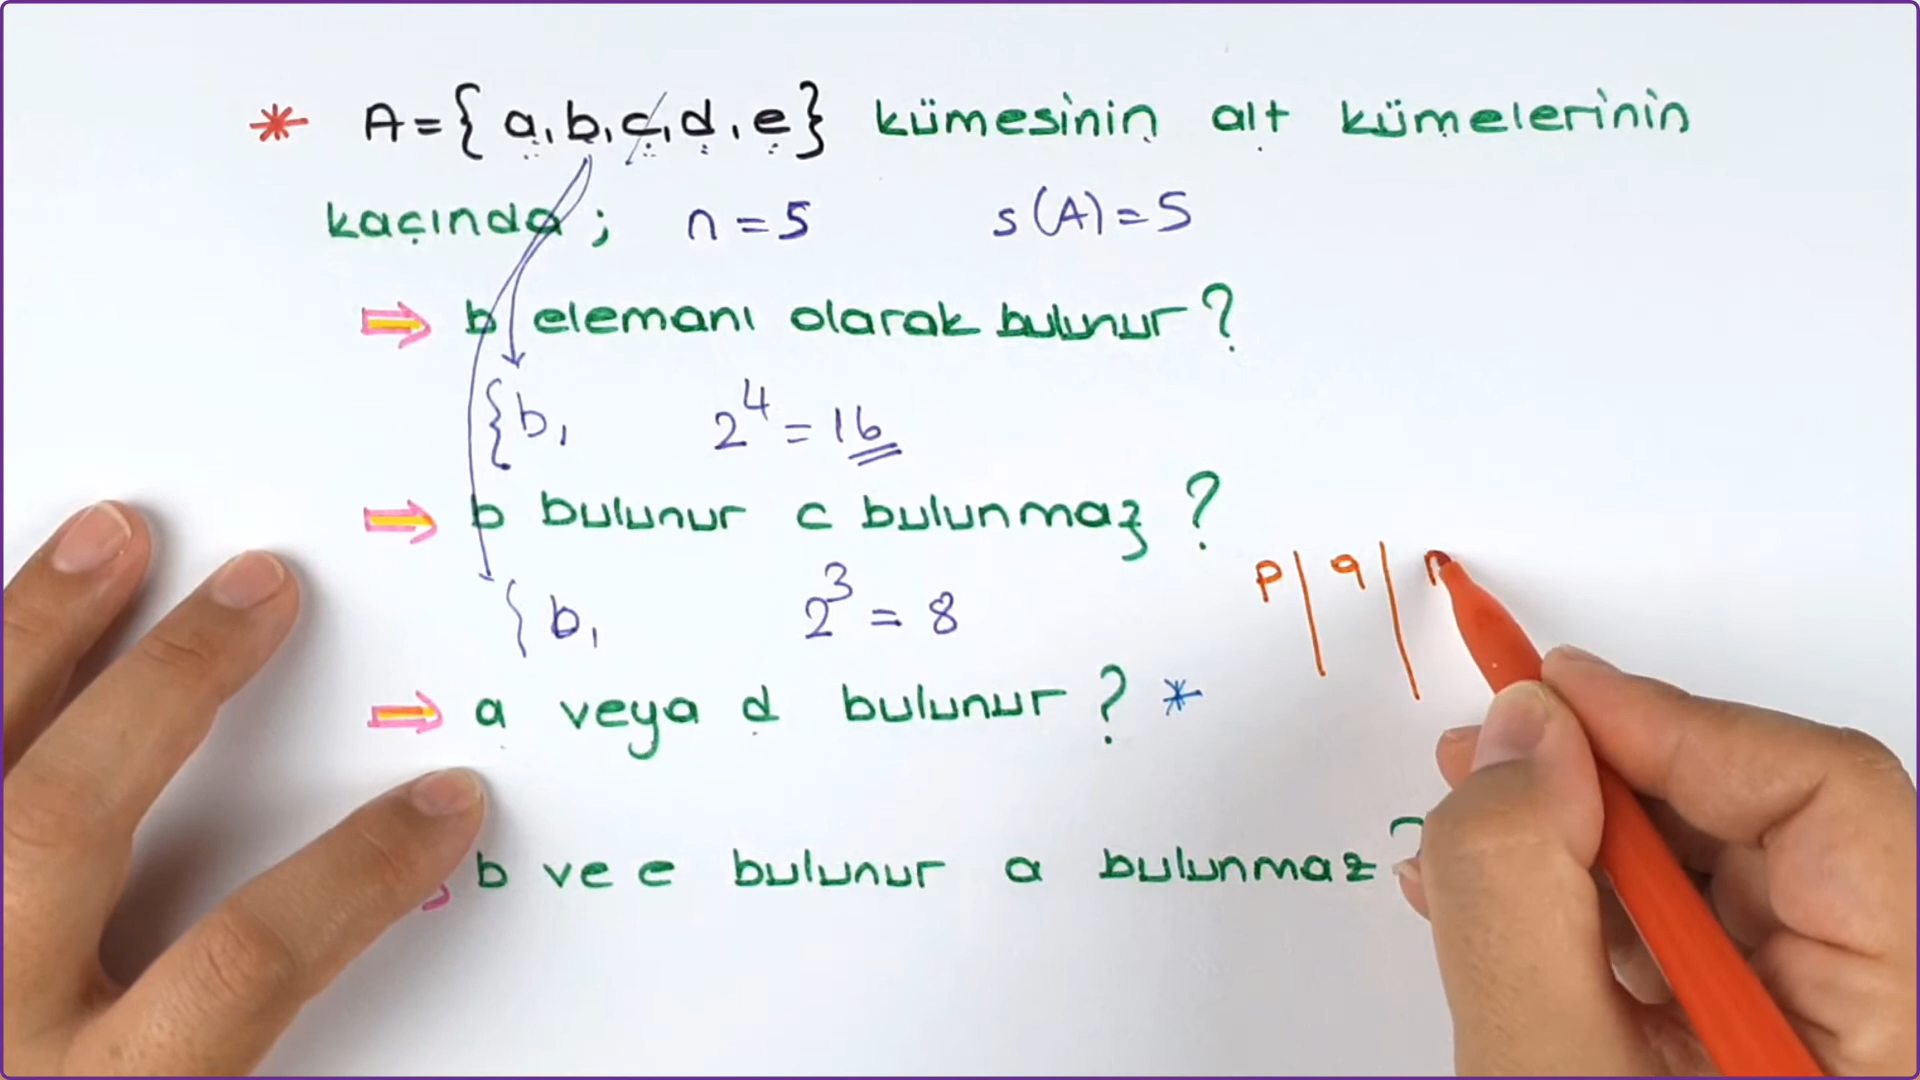 * A={a,b,c,d,e} kümesinin alt kümelerinin
kaçında; n=5 s(A)=5
⇒ b elemanı olarak bulunur?
{b, 2⁴=16
⇒ b bulunur c bulunmaz?
{b, 2³=8
p | q |
⇒ a veya d bulunur? *
b ve e bulunur a bulunmaz?